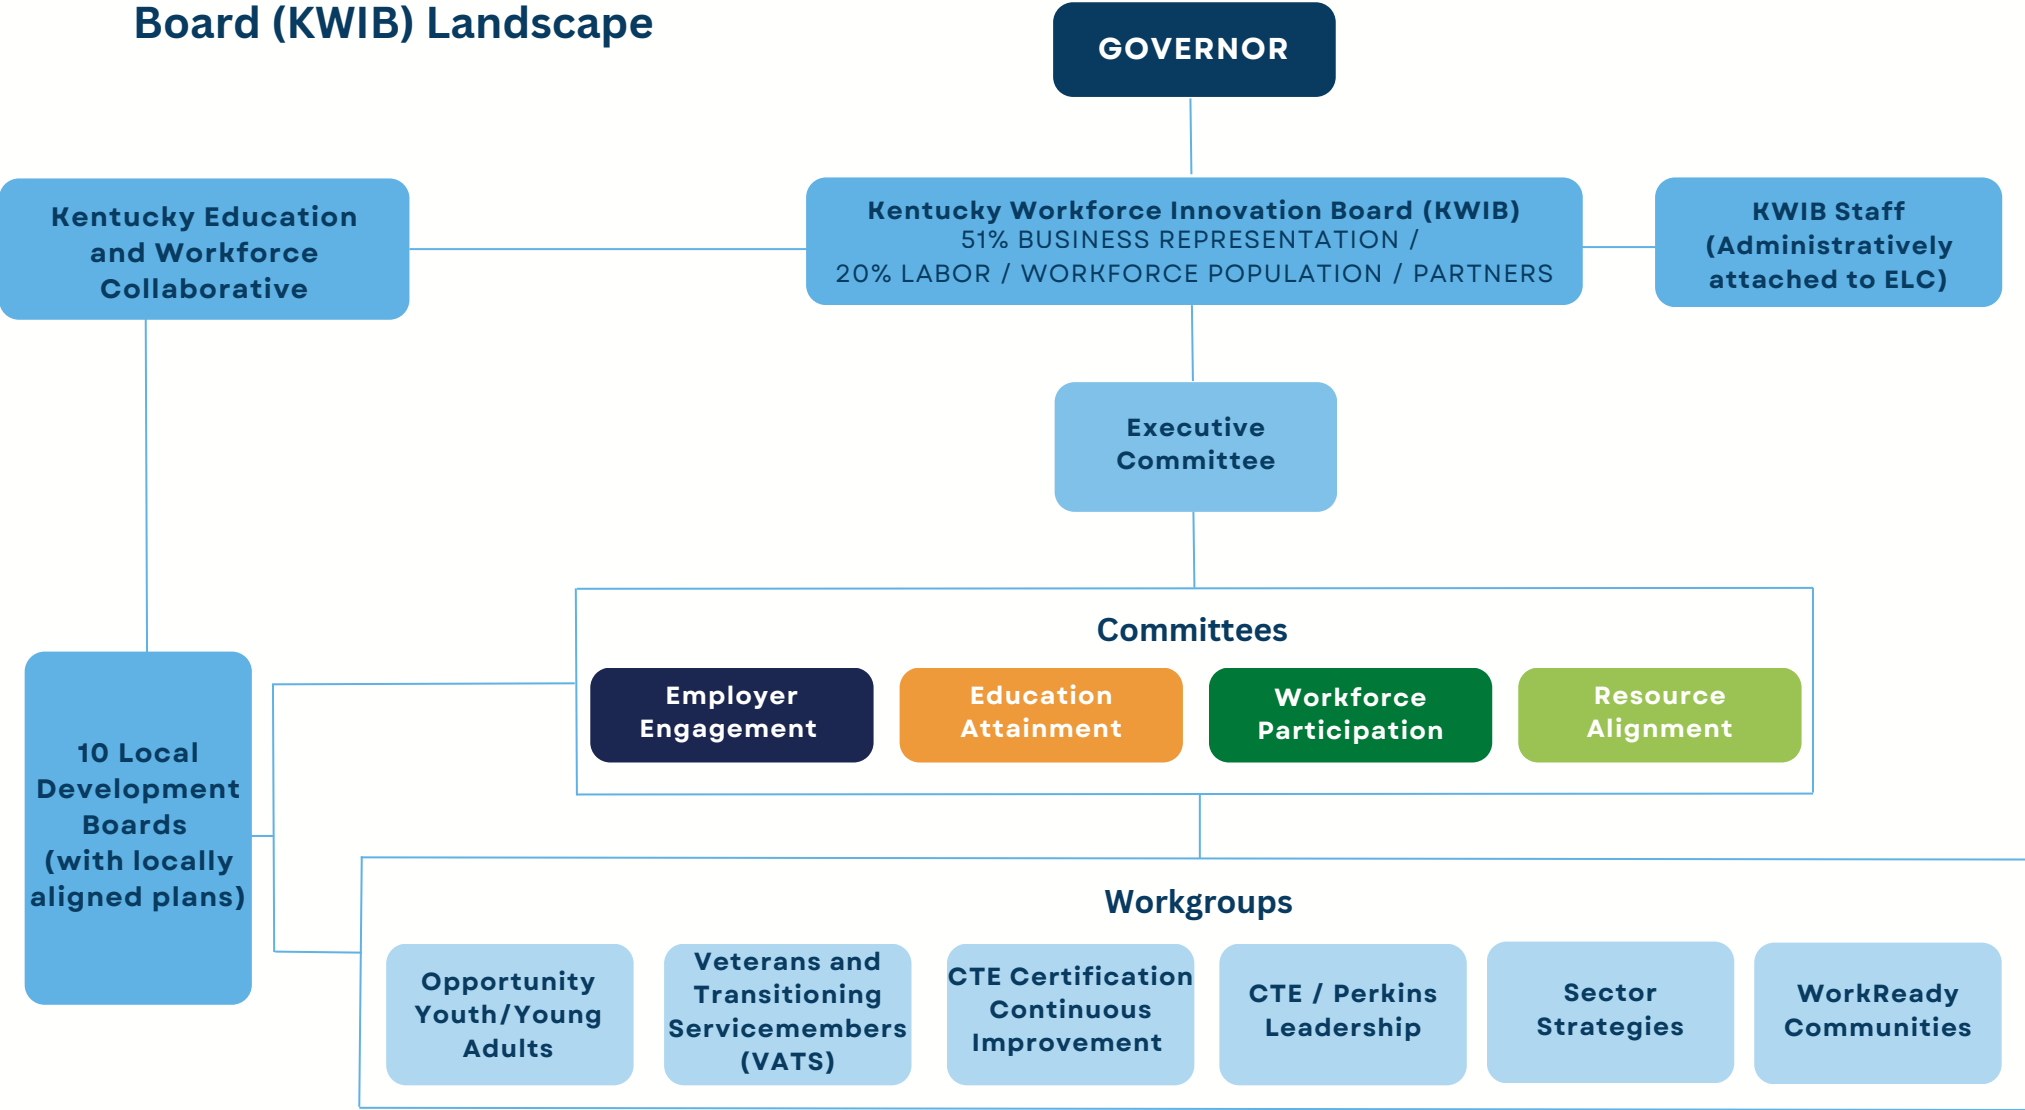 Board (KWIB) Landscape
GOVERNOR
Kentucky Education
and Workforce
Collaborative
Kentucky Workforce Innovation Board (KWIB)
51% BUSINESS REPRESENTATION /
20% LABOR / WORKFORCE POPULATION / PARTNERS
KWIB Staff
(Administratively
attached to ELC)
Executive
Committee
Committees
Employer
Engagement
Education
Attainment
Workforce
Participation
Resource
Alignment
10 Local
Development
Boards
(with locally
aligned plans)
Workgroups
Opportunity
Youth/Young
Adults
Veterans and
Transitioning
Servicemembers
(VATS)
CTE Certification
Continuous
Improvement
CTE / Perkins
Leadership
Sector
Strategies
WorkReady
Communities